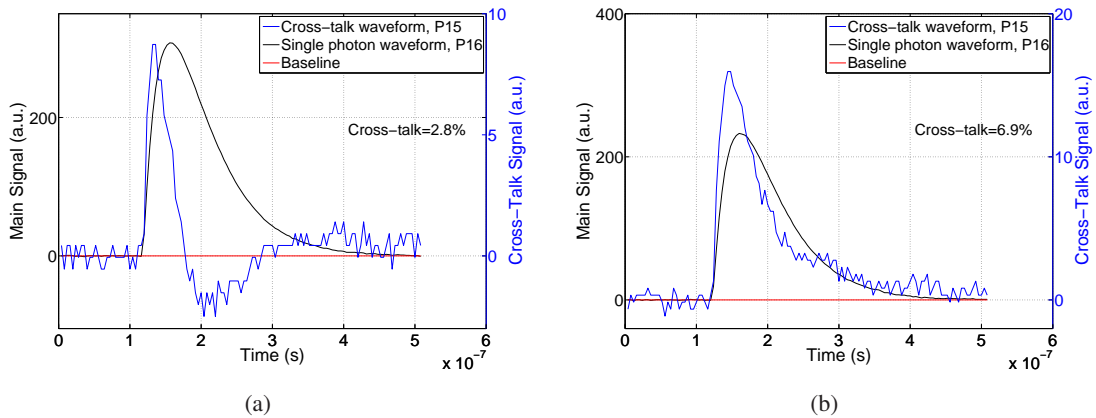 Cross-talk waveform, P15
Single photon waveform, P16
Baseline
Cross-talk=2.8%
Main Signal (a.u.)
200
0
Cross-Talk Signal (a.u.)
10
5
0
0 1 2 3 4 5 6
Time (s)
x 10-7
(a)
Cross-talk waveform, P15
Single photon waveform, P16
Baseline
Cross-talk=6.9%
Main Signal (a.u.)
400
200
0
Cross-Talk Signal (a.u.)
20
10
0
0 1 2 3 4 5 6
Time (s)
x 10-7
(b)